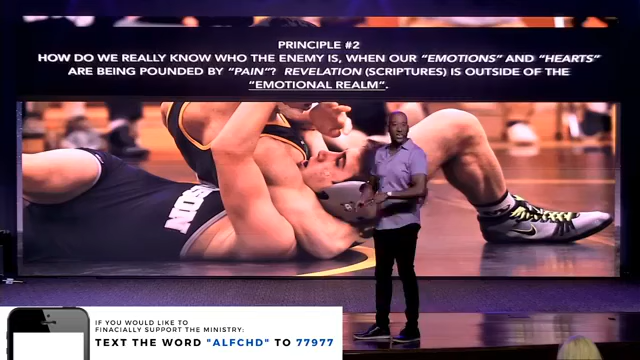 PRINCIPLE #2
HOW DO WE REALLY KNOW WHO THE ENEMY IS, WHEN OUR "EMOTIONS" AND "HEARTS"
ARE BEING POUNDED BY "PAIN"? REVELATION (SCRIPTURES) IS OUTSIDE OF THE
"EMOTIONAL REALM".
IF YOU WOULD LIKE TO
FINACIALLY SUPPORT THE MINISTRY:
TEXT THE WORD "ALFCHD" TO 77977